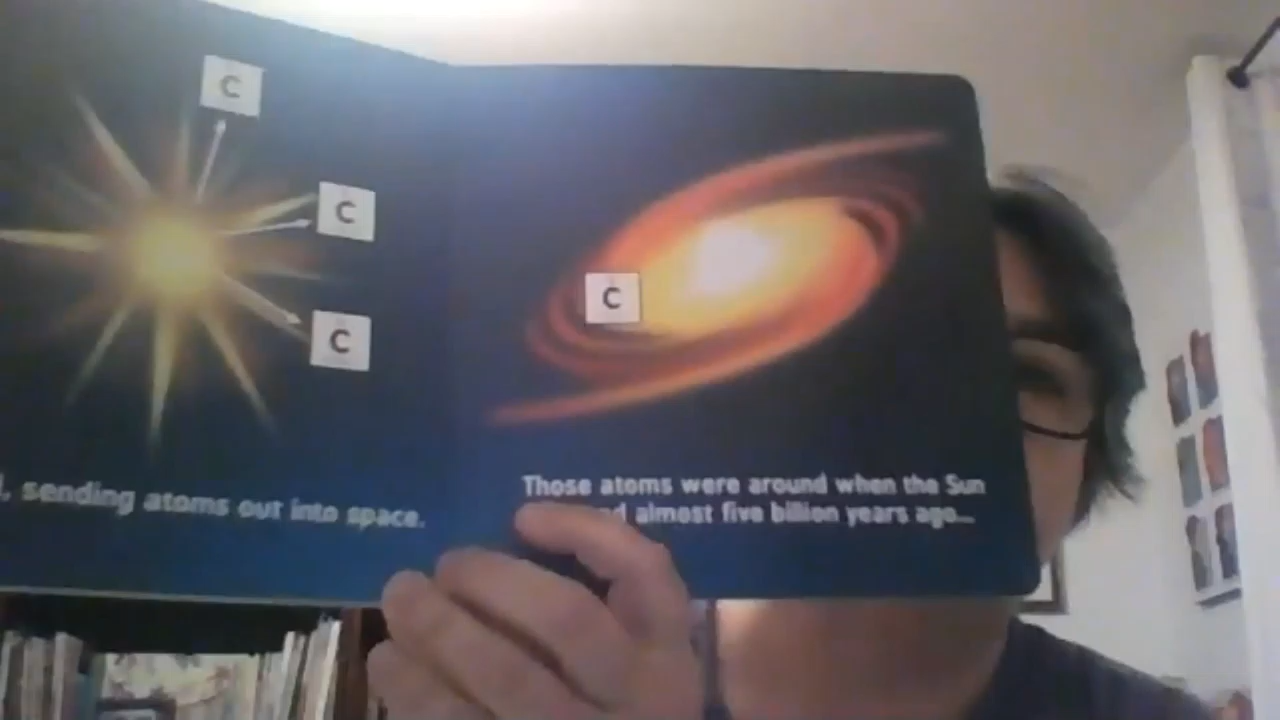 C
C
C
C
, sending atoms out into space.
Those atoms were around when the Sun
almost five billion years ago...